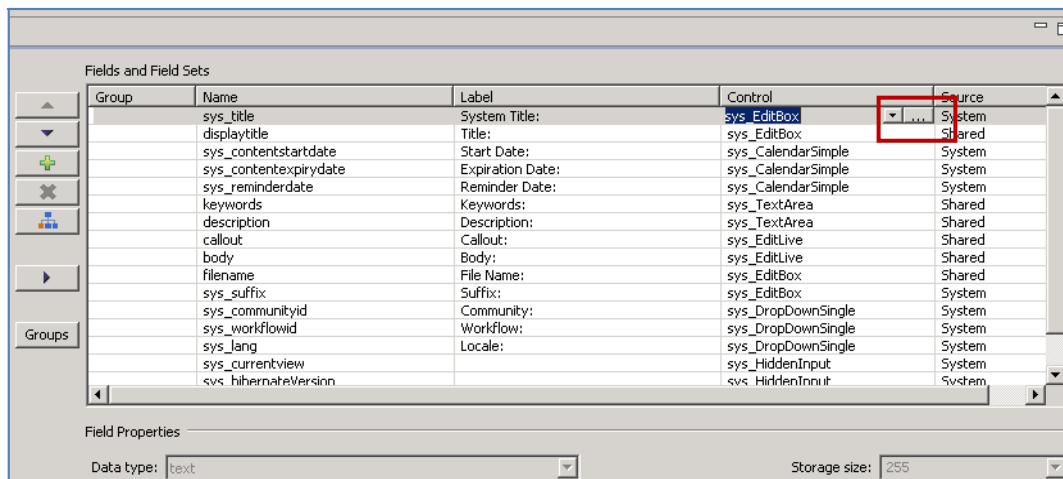 Fields and Field Sets
Group Name Label Control Source
sys_title System Title: sys_EditBox ... System
displaytitle Title: sys_EditBox Shared
sys_contentstartdate Start Date: sys_CalendarSimple System
sys_contentexpirydate Expiration Date: sys_CalendarSimple System
sys_reminderdate Reminder Date: sys_CalendarSimple System
keywords Keywords: sys_TextArea Shared
description Description: sys_TextArea Shared
callout Callout: sys_EditLive Shared
body Body: sys_EditLive Shared
filename File Name: sys_EditBox Shared
sys_suffix Suffix: sys_EditBox System
sys_communityid Community: sys_DropDownSingle System
sys_workflowid Workflow: sys_DropDownSingle System
sys_lang Locale: sys_DropDownSingle System
sys_currentview sys_HiddenInput System
sys_hibernateVersion sys_HiddenInput System
Groups
Field Properties
Data type: text Storage size: 255